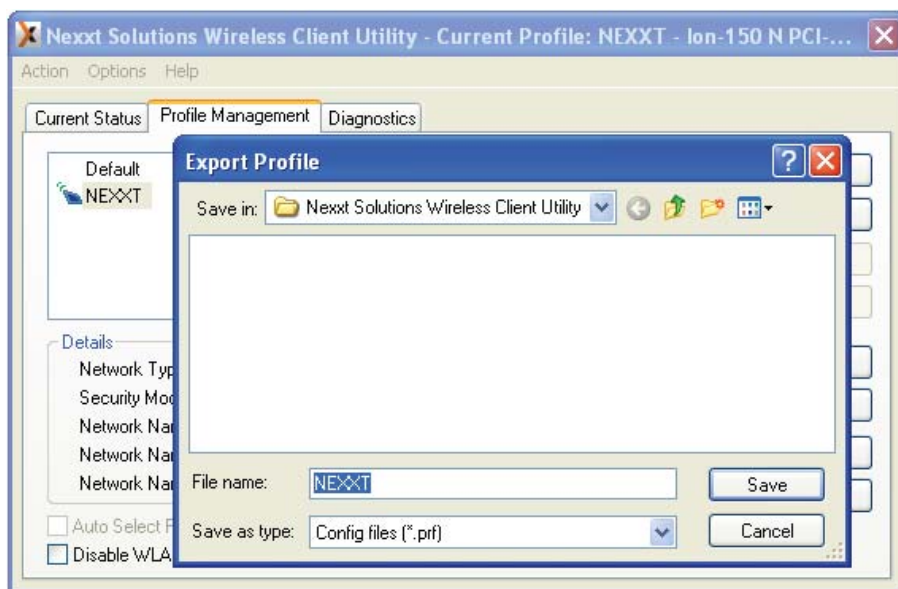 Nexxt Solutions Wireless Client Utility - Current Profile: NEXXT - Ion-150 N PCI-...
Action Options Help
Current Status Profile Management Diagnostics
Default
NEXXT
Export Profile
Save in: Nexxt Solutions Wireless Client Utility
Details
Network Typ
Security Mod
Network Nar
Network Nar
Network Nar
File name: NEXXT Save
Save as type: Config files (*.prf) Cancel
Auto Select P
Disable WLA